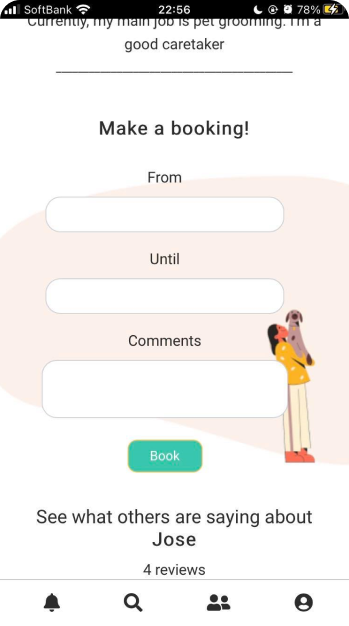 SoftBank 22:56 78%
Currently, my main job is pet grooming. I'm a
good caretaker
Make a booking!
From
Until
Comments
Book
See what others are saying about
Jose
4 reviews